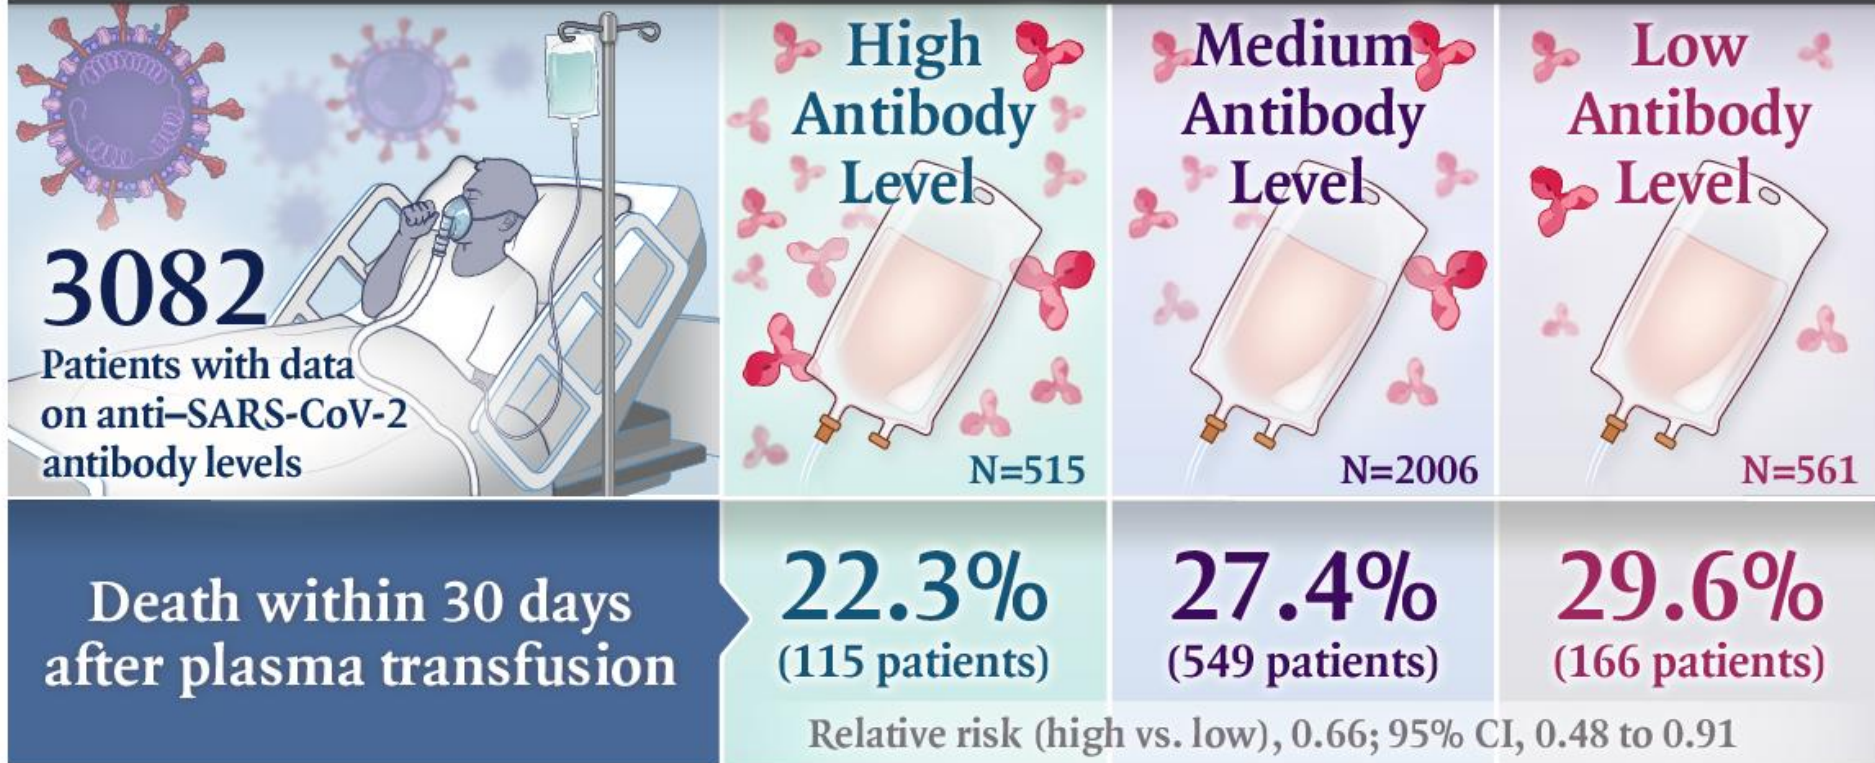 3082
Patients with data
on anti–SARS-CoV-2
antibody levels
High
Antibody
Level
N=515
Medium
Antibody
Level
N=2006
Low
Antibody
Level
N=561
Death within 30 days
after plasma transfusion
22.3%
(115 patients)
27.4%
(549 patients)
29.6%
(166 patients)
Relative risk (high vs. low), 0.66; 95% CI, 0.48 to 0.91